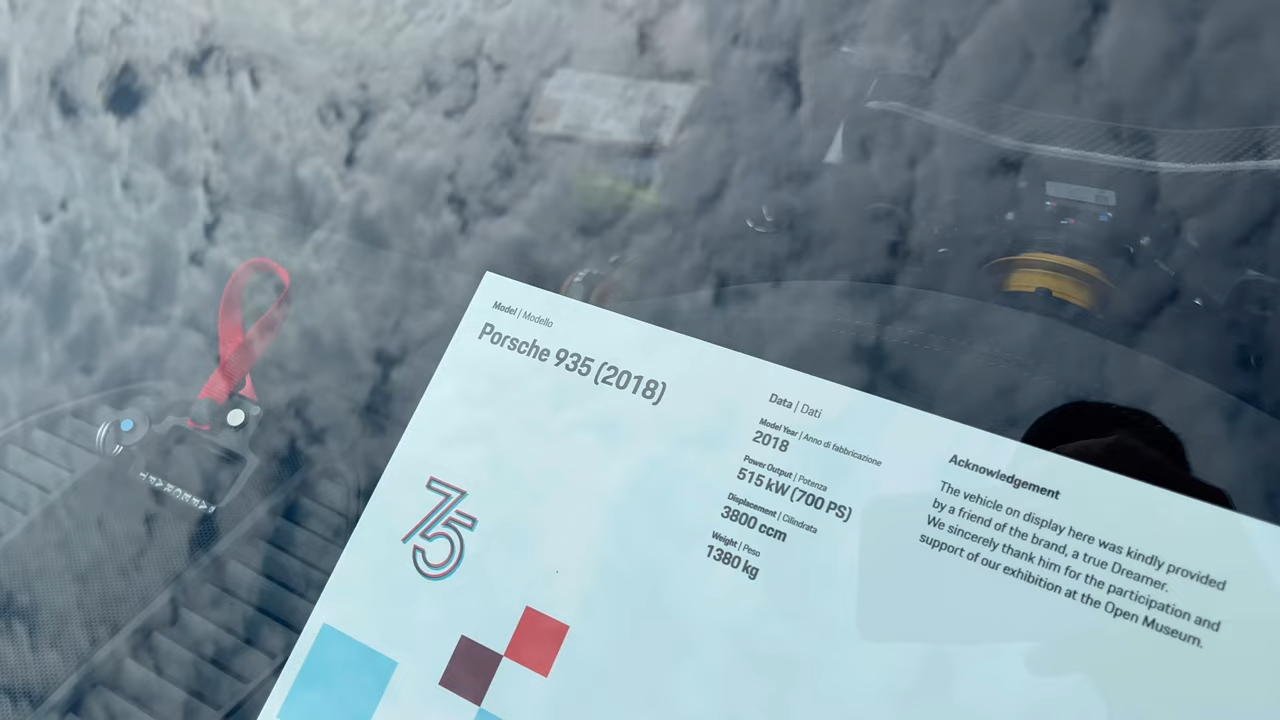 Model | Modello
Porsche 935 (2018)
75
Data | Dati
Model Year | Anno di fabbricazione
2018
Power Output | Potenza
515 kW (700 PS)
Displacement | Cilindrata
3800 ccm
Weight | Peso
1380 kg
Acknowledgement
The vehicle on display here was kindly provided
by a friend of the brand, a true Dreamer.
We sincerely thank him for the participation and
support of our exhibition at the Open Museum.